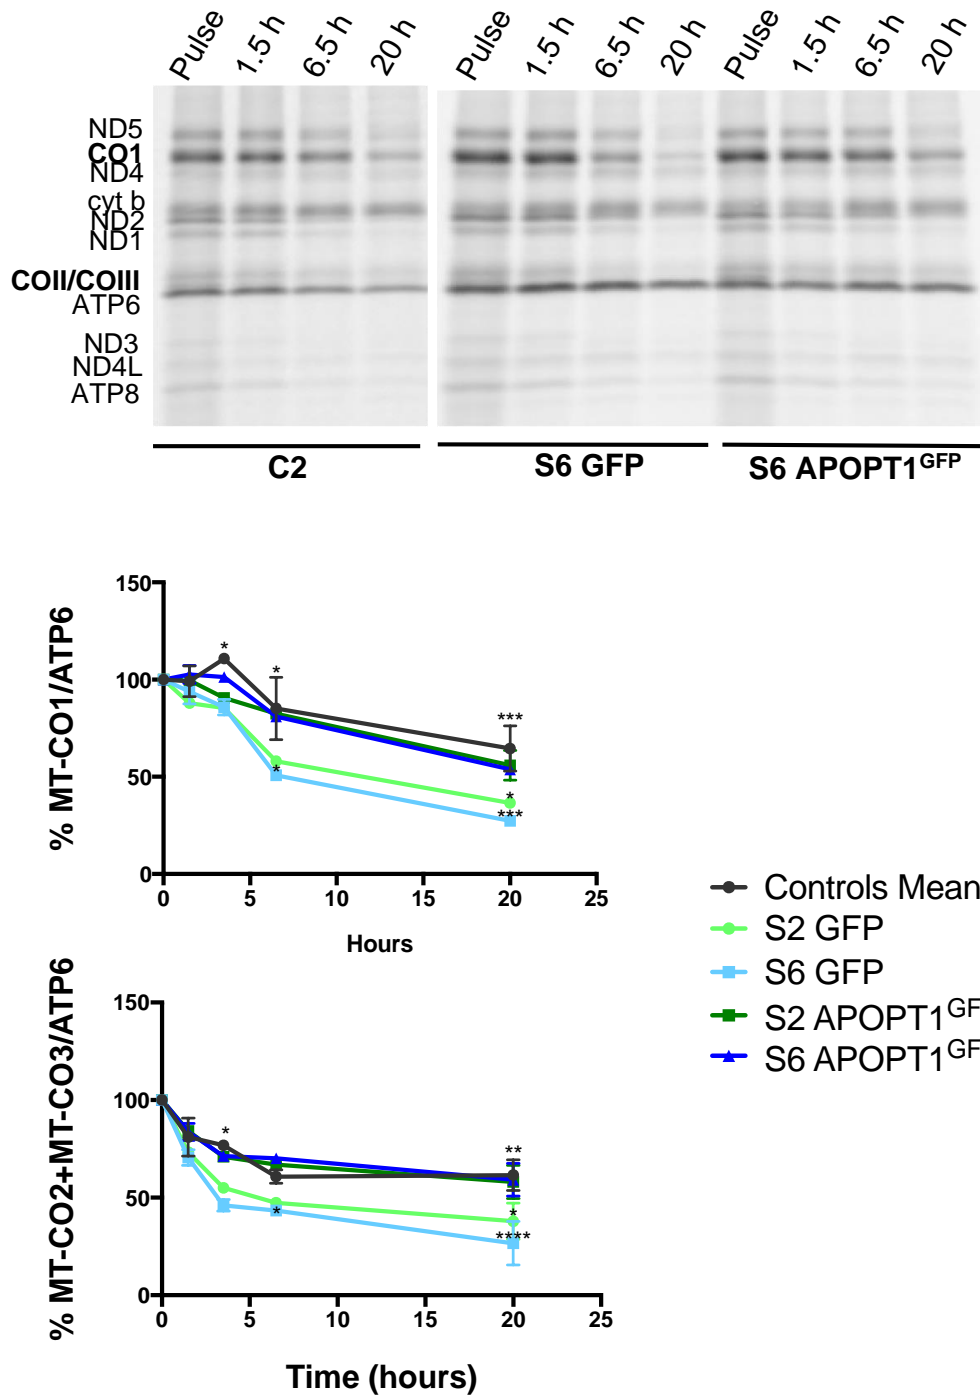 Pulse 1.5 h 6.5 h 20 h Pulse 1.5 h 6.5 h 20 h Pulse 1.5 h 6.5 h 20 h
ND5
CO1
ND4
cyt b
ND2
ND1
COII/COIII
ATP6
ND3
ND4L
ATP8
C2 S6 GFP S6 APOPT1GFP
% MT-CO1/ATP6
150
100
50
0
* * *** * * ***
0 5 10 15 20 25
Hours
Controls Mean
S2 GFP
S6 GFP
S2 APOPT1GF
S6 APOPT1GF
% MT-CO2+MT-CO3/ATP6
150
100
50
0
* ** * * ****
0 5 10 15 20 25
Time (hours)